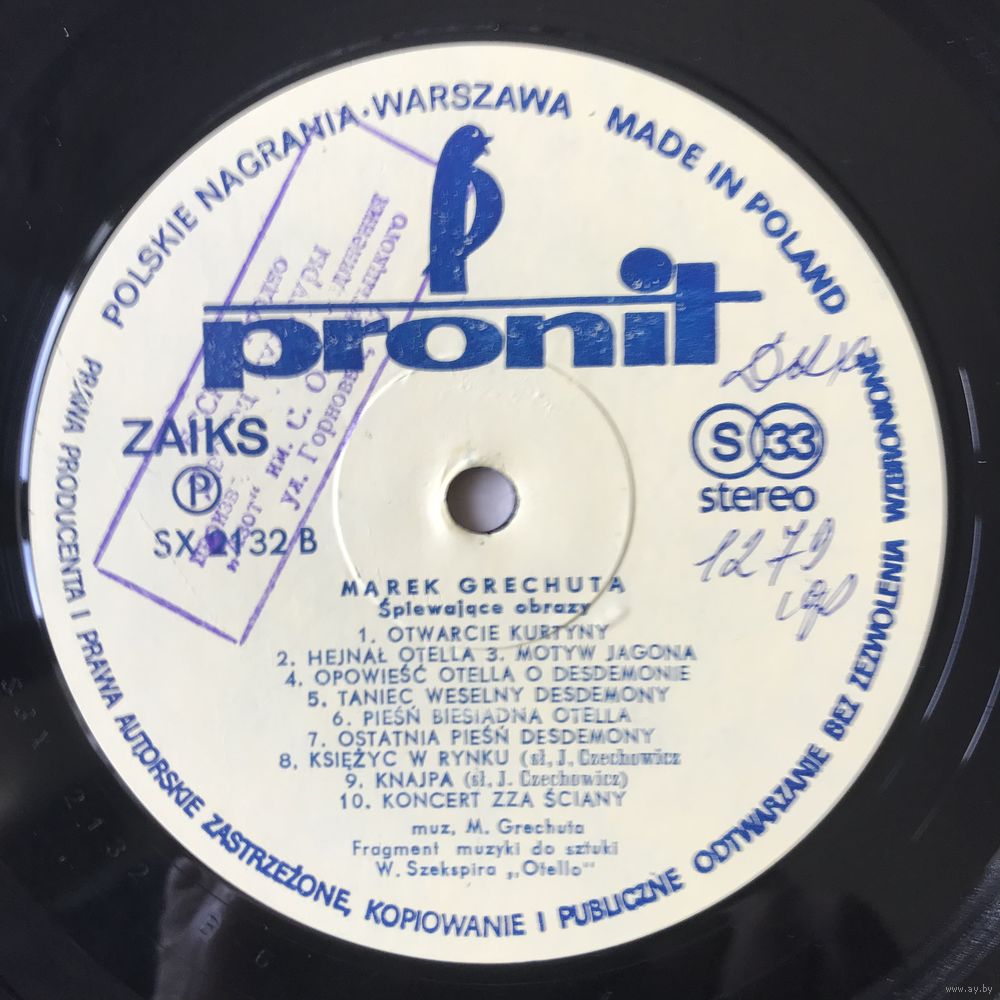 POLSKIE NAGRANIA·WARSZAWA MADE IN POLAND
pronit
ZAIKS
P
SX 2132 B
S 33
stereo
1279
MAREK GRECHUTA
Śpiewające obrazy
1. OTWARCIE KURTYNY
2. HEJNAŁ OTELLA 3. MOTYW JAGONA
4. OPOWIEŚĆ OTELLA O DESDEMONIE
5. TANIEC WESELNY DESDEMONY
6. PIEŚŃ BIESIADNA OTELLA
7. OSTATNIA PIEŚŃ DESDEMONY
8. KSIĘŻYC W RYNKU (sł. J. Czechowicz
9. KNAJPA (sł. J. Czechowicz)
10. KONCERT ZZA ŚCIANY
muz. M. Grechuta
Fragment muzyki do sztuki
W. Szekspira „Otello"
PRAWA PRODUCENTA I PRAWA AUTORSKIE ZASTRZEŻONE, KOPIOWANIE I PUBLICZNE ODTWARZANIE BEZ ZEZWOLENIA WZBRONIONE
им. С. О
ул.
www.ay.by